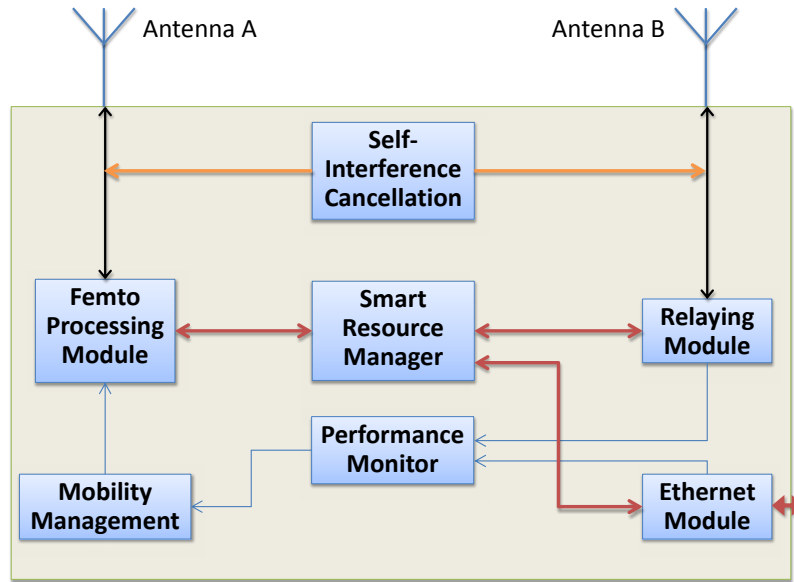 Antenna A
Antenna B
Self-
Interference
Cancellation
Femto
Processing
Module
Smart
Resource
Manager
Relaying
Module
Performance
Monitor
Mobility
Management
Ethernet
Module